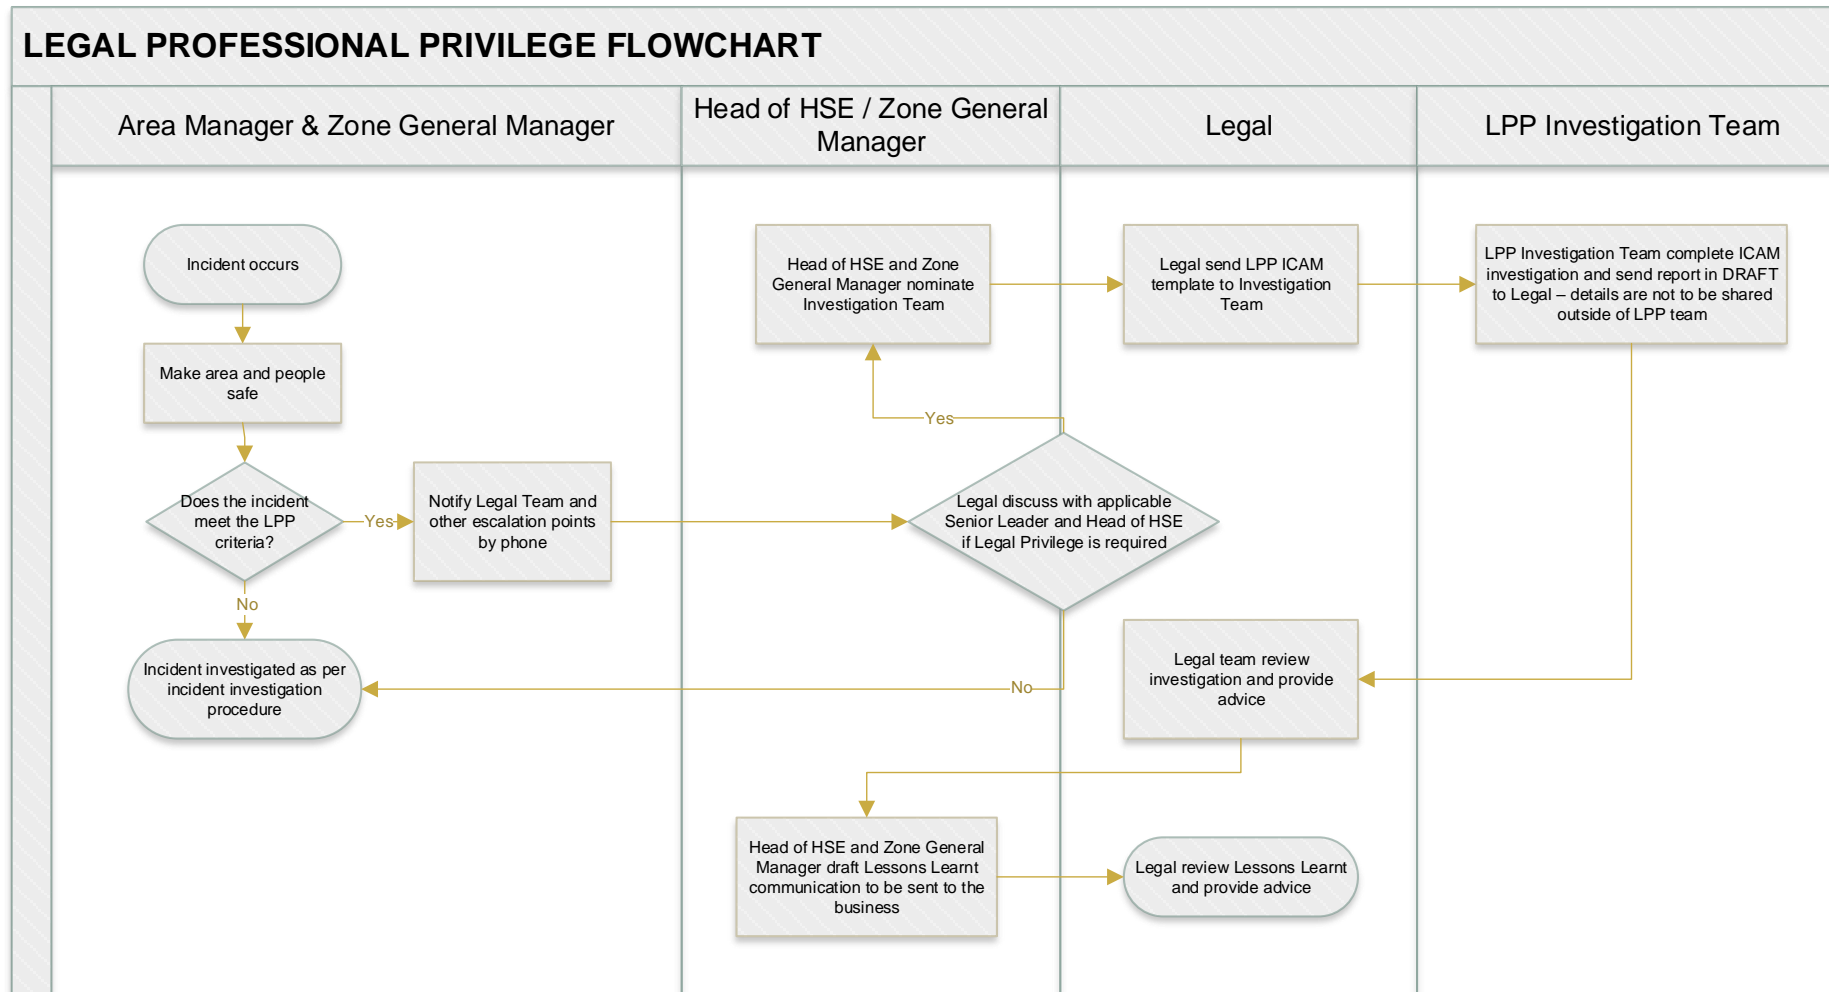 LEGAL PROFESSIONAL PRIVILEGE FLOWCHART
Area Manager & Zone General Manager
Head of HSE / Zone General
Manager
Legal
LPP Investigation Team
Incident occurs
Make area and people
safe
Does the incident
meet the LPP
criteria?
Yes
No
Notify Legal Team and
other escalation points
by phone
Incident investigated as per
incident investigation
procedure
Legal discuss with applicable
Senior Leader and Head of HSE
if Legal Privilege is required
Yes
No
Head of HSE and Zone
General Manager nominate
Investigation Team
Legal send LPP ICAM
template to Investigation
Team
LPP Investigation Team complete ICAM
investigation and send report in DRAFT
to Legal – details are not to be shared
outside of LPP team
Legal team review
investigation and provide
advice
Head of HSE and Zone General
Manager draft Lessons Learnt
communication to be sent to the
business
Legal review Lessons Learnt
and provide advice